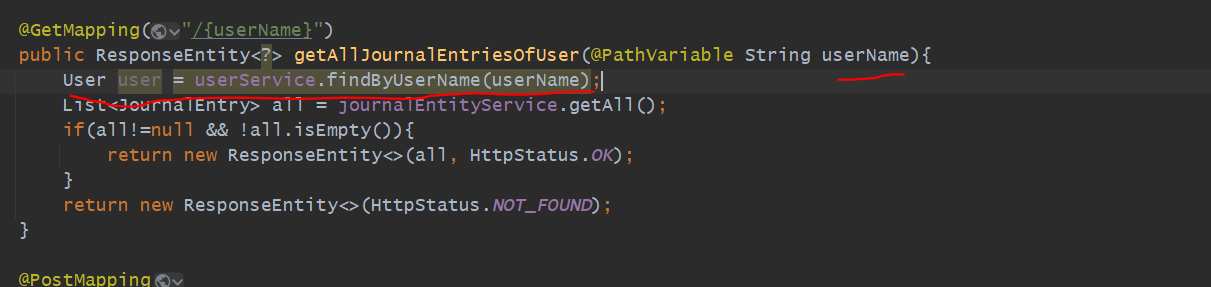 @GetMapping("/{userName}")
public ResponseEntity<?> getAllJournalEntriesOfUser(@PathVariable String userName){
User user = userService.findByUserName(userName);
List<JournalEntry> all = journalEntityService.getAll();
if(all!=null && !all.isEmpty()){
return new ResponseEntity<>(all, HttpStatus.OK);
}
return new ResponseEntity<>(HttpStatus.NOT_FOUND);
}
@PostMapping